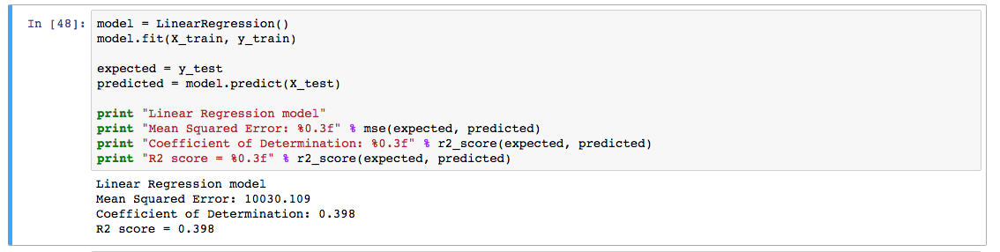 In [48]: model = LinearRegression()
model.fit(X_train, y_train)
expected = y_test
predicted = model.predict(X_test)
print "Linear Regression model"
print "Mean Squared Error: %0.3f" % mse(expected, predicted)
print "Coefficient of Determination: %0.3f" % r2_score(expected, predicted)
print "R2 score = %0.3f" % r2_score(expected, predicted)
Linear Regression model
Mean Squared Error: 10030.109
Coefficient of Determination: 0.398
R2 score = 0.398